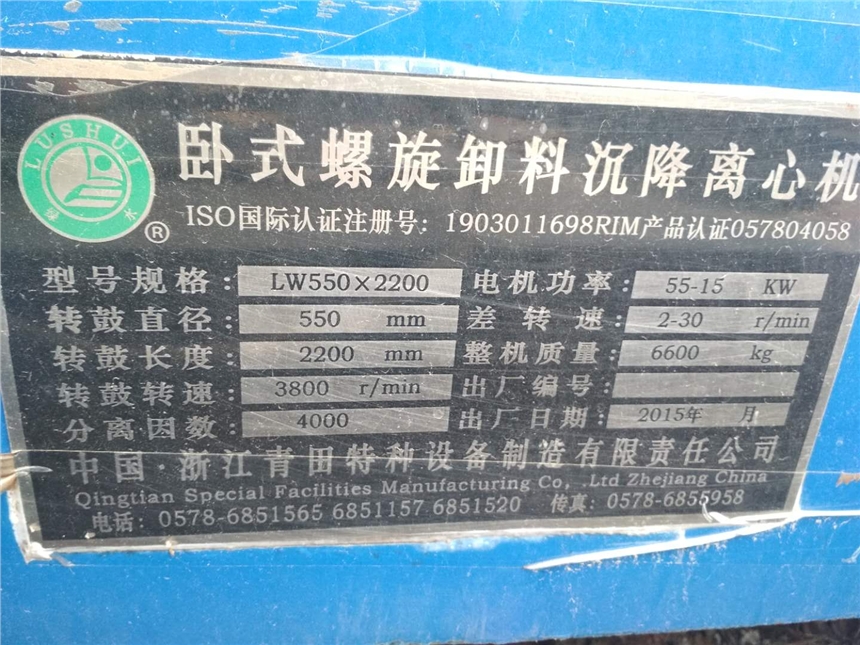 LUSHUI
®
卧式螺旋卸料沉降离心机
ISO国际认证注册号：1903011698RIM产品认证057804058
型号规格：LW550×2200 电机功率：55-15 KW
转鼓直径：550 mm 差转速：2-30 r/min
转鼓长度：2200 mm 整机质量：6600 kg
转鼓转速：3800 r/min 出厂编号：
分离因数：4000 出厂日期：2015年 月
中国·浙江青田特种设备制造有限责任公司
Qingtian Special Facilities Manufacturing Co, .Ltd Zhejiang China
电话：0578-6851565 6851157 6851520 传真：0578-6855958